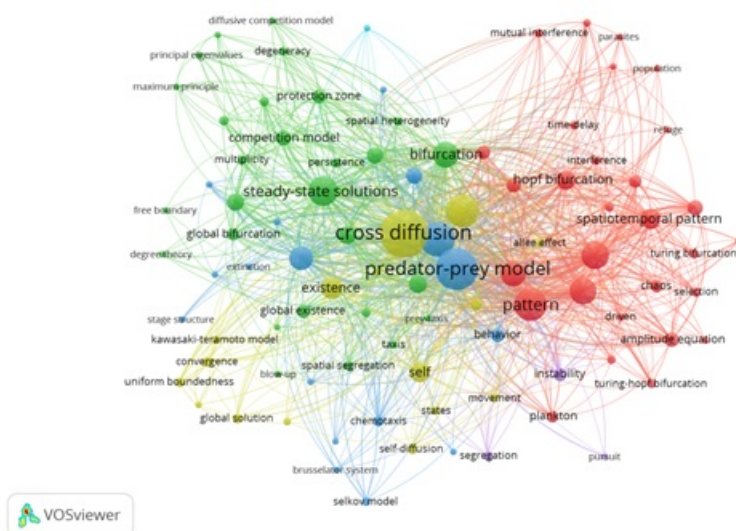 diffusive competition model
mutual interference
parasites
principal eigenvalues
degeneracy
population
maximum principle
protection zone
spatial heterogeneity
time-delay
refuge
competition model
multiplicity
persistence
bifurcation
interference
hopf bifurcation
steady-state solutions
free boundary
spatiotemporal pattern
global bifurcation
cross diffusion
allee effect
degree theory
turing bifurcation
extinction
predator-prey model
existence
chaos
selection
stage structure
global existence
prey-taxis
pattern
driven
kawasaki-teramoto model
taxis
behavior
amplitude equation
convergence
uniform boundedness
blow-up
spatial segregation
self
instability
turing-hopf bifurcation
global solution
chemotaxis
states
movement
plankton
self-diffusion
segregation
pursuit
brusselator system
selkov model
VOSviewer